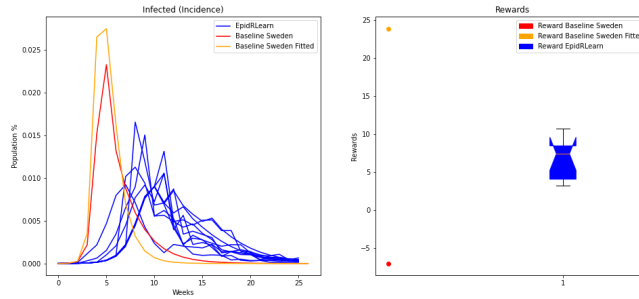 Infected (Incidence)
EpidRLearn
Baseline Sweden
Baseline Sweden Fitted
0.025
0.020
0.015
0.010
0.005
0.000
Population %
0 5 10 15 20 25
Weeks
Rewards
Reward Baseline Sweden
Reward Baseline Sweden Fitted
Reward EpidRLearn
25
20
15
10
5
0
−5
Rewards
1